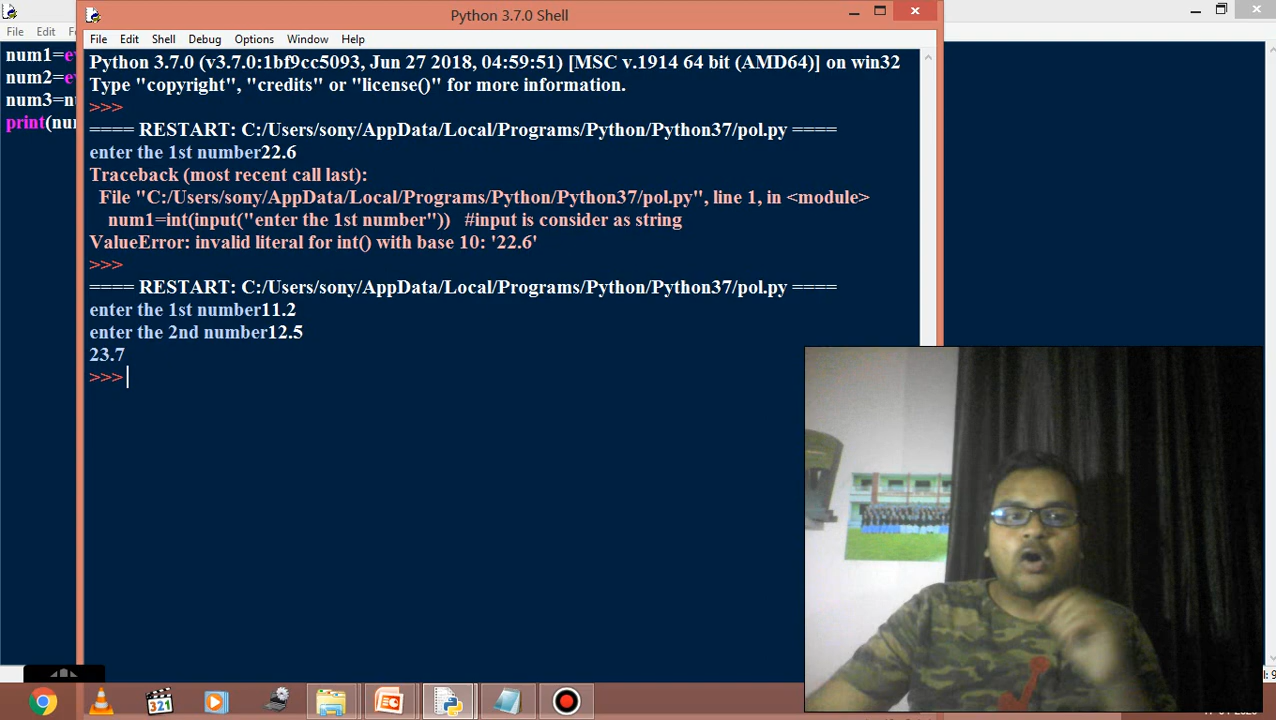 Python 3.7.0 Shell
File Edit
File Edit Shell Debug Options Window Help
num1=
num2=
num3=
print(
Python 3.7.0 (v3.7.0:1bf9cc5093, Jun 27 2018, 04:59:51) [MSC v.1914 64 bit (AMD64)] on win32
Type "copyright", "credits" or "license()" for more information.
>>>
==== RESTART: C:/Users/sony/AppData/Local/Programs/Python/Python37/pol.py ====
enter the 1st number22.6
Traceback (most recent call last):
File "C:/Users/sony/AppData/Local/Programs/Python/Python37/pol.py", line 1, in <module>
num1=int(input("enter the 1st number")) #input is consider as string
ValueError: invalid literal for int() with base 10: '22.6'
>>>
==== RESTART: C:/Users/sony/AppData/Local/Programs/Python/Python37/pol.py ====
enter the 1st number11.2
enter the 2nd number12.5
23.7
>>>
321